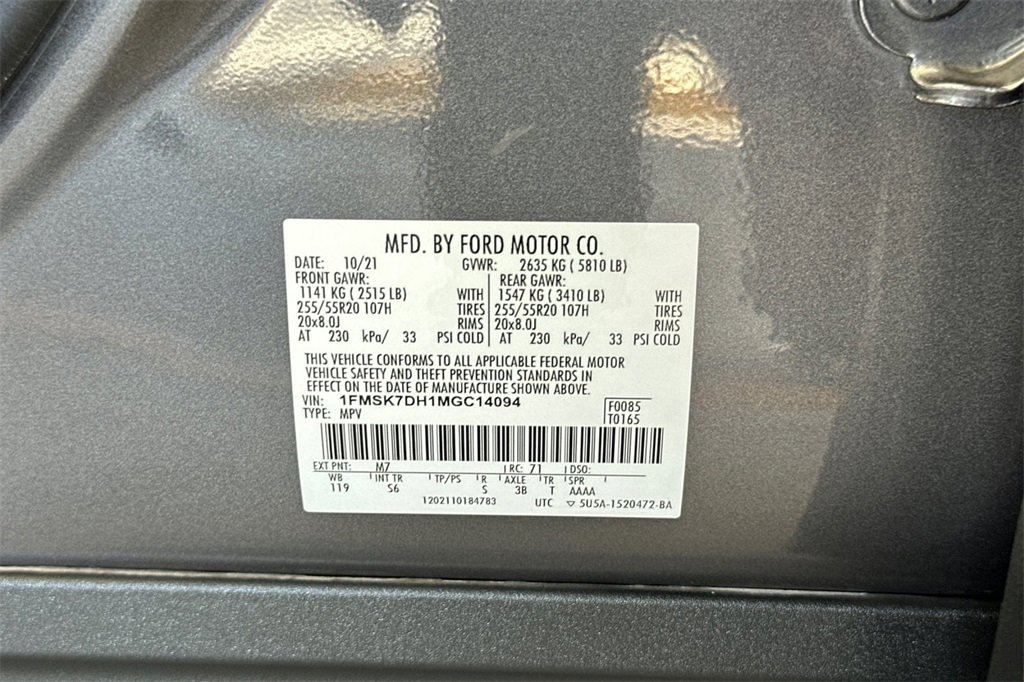 MFD. BY FORD MOTOR CO.
DATE: 10/21 GVWR: 2635 KG ( 5810 LB)
FRONT GAWR: REAR GAWR:
1141 KG ( 2515 LB) WITH 1547 KG ( 3410 LB) WITH
255/55R20 107H TIRES 255/55R20 107H TIRES
20x8.0J RIMS 20x8.0J RIMS
AT 230 kPa/ 33 PSI COLD AT 230 kPa/ 33 PSI COLD
THIS VEHICLE CONFORMS TO ALL APPLICABLE FEDERAL MOTOR
VEHICLE SAFETY AND THEFT PREVENTION STANDARDS IN
EFFECT ON THE DATE OF MANUFACTURE SHOWN ABOVE.
VIN: 1FMSK7DH1MGC14094 F0085
TYPE: MPV T0165
EXT PNT: M7 RC: 71 DSO:
WB INT TR TP/PS R AXLE TR SPR
119 S6 S 3B T AAAA
1202110184783 UTC ▽ 5U5A-1520472-BA